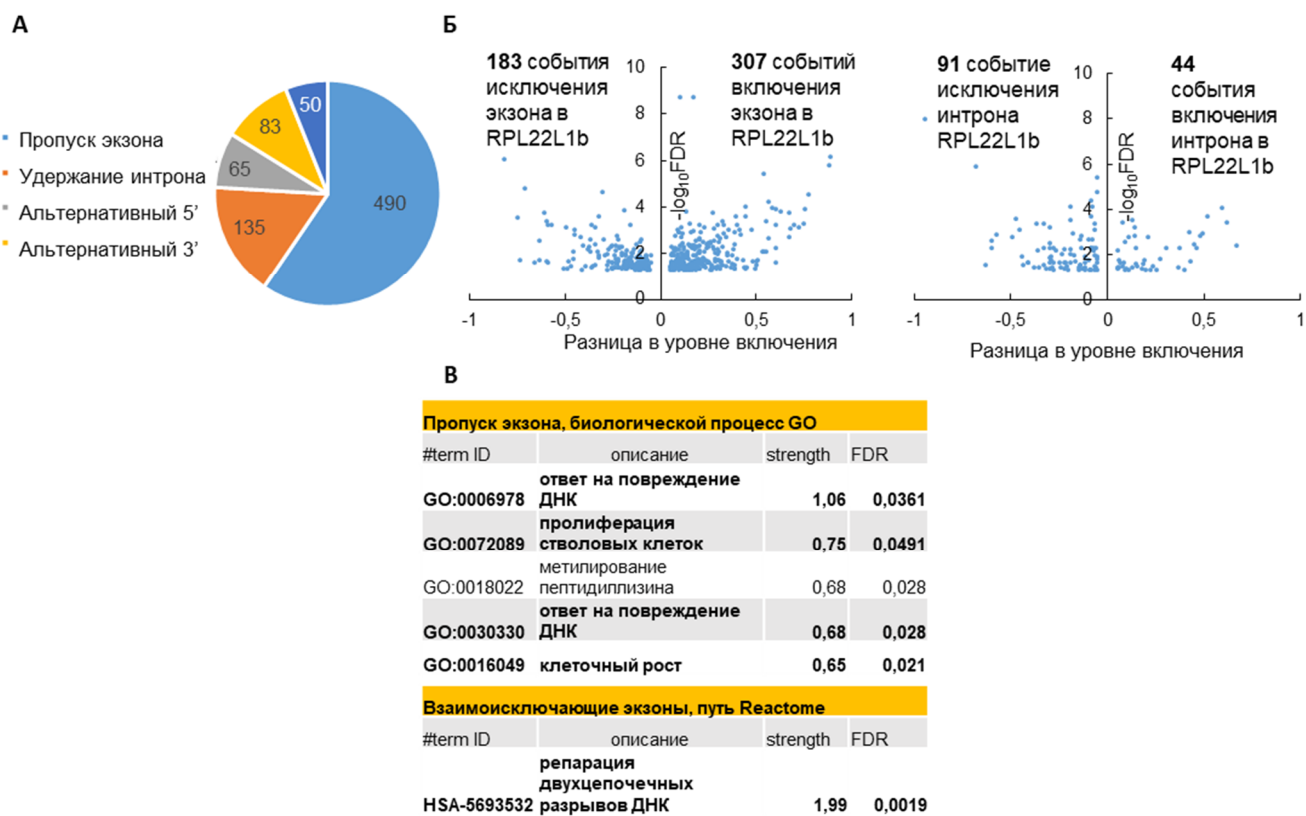 А
Пропуск экзона
Удержание интрона
Альтернативный 5’
Альтернативный 3’
50
83
65
135
490
Б
183 события
исключения
экзона в
RPL22L1b
307 событий
включения
экзона в
RPL22L1b
10
8
6
4
2
0
-log10FDR
-1
-0,5
0
0,5
1
Разница в уровне включения
91 событие
исключения
интрона
RPL22L1b
44
события
включения
интрона в
RPL22L1b
10
8
6
4
2
0
-log10FDR
-1
-0,5
0
0,5
1
Разница в уровне включения
В
Пропуск экзона, биологической процесс GO
#term ID описание strength FDR
ответ на повреждение
GO:0006978 ДНК 1,06 0,0361
пролиферация
GO:0072089 стволовых клеток 0,75 0,0491
метилирование
GO:0018022 пептидиллизина 0,68 0,028
ответ на повреждение
GO:0030330 ДНК 0,68 0,028
GO:0016049 клеточный рост 0,65 0,021
Взаимоисключающие экзоны, путь Reactome
#term ID описание strength FDR
репарация
двухцепочечных
HSA-5693532 разрывов ДНК 1,99 0,0019